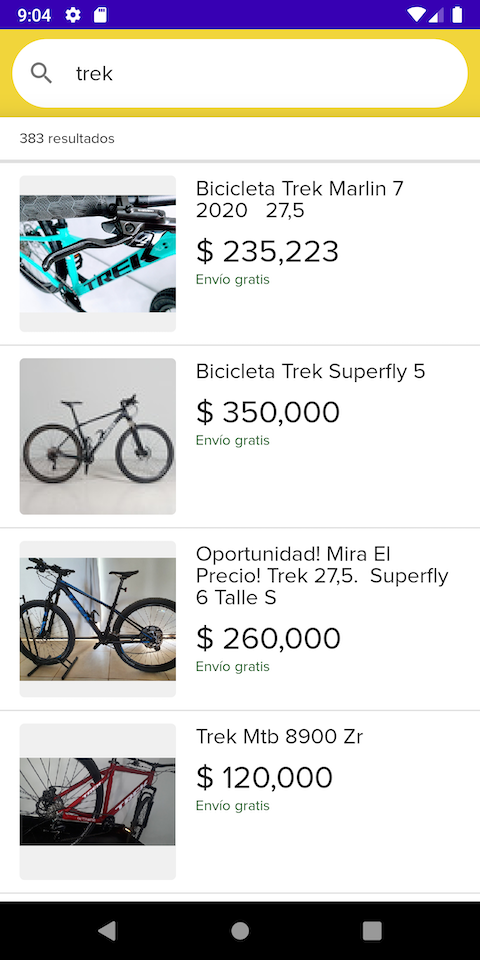 9:04
trek
383 resultados
Bicicleta Trek Marlin 7
2020 27,5
$ 235,223
Envío gratis
TREK
Bicicleta Trek Superfly 5
$ 350,000
Envío gratis
Oportunidad! Mira El
Precio! Trek 27,5. Superfly
6 Talle S
$ 260,000
Envío gratis
Trek Mtb 8900 Zr
$ 120,000
Envío gratis